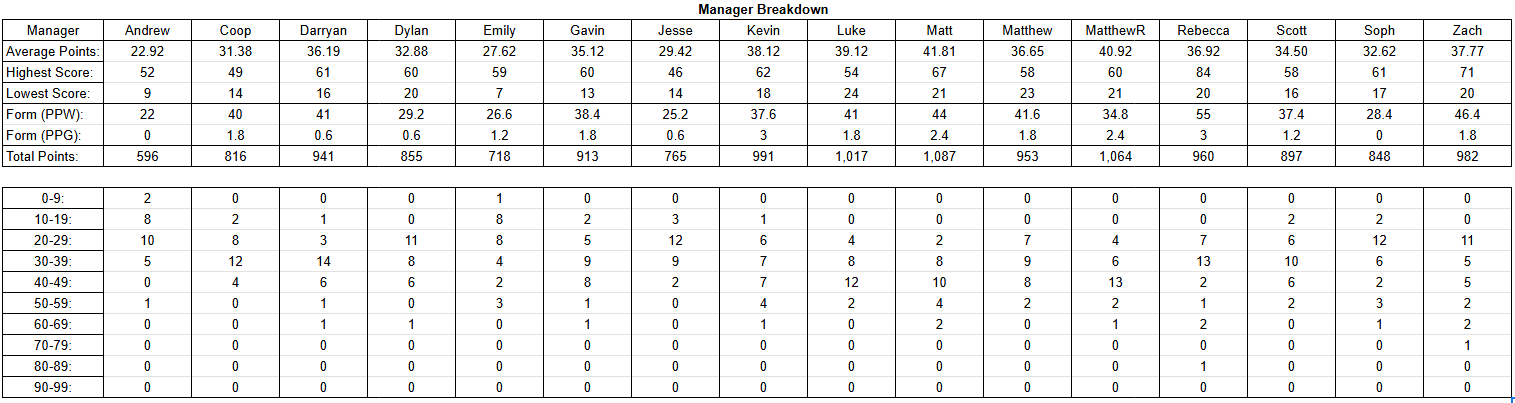 Manager Breakdown
Manager Andrew Coop Darryan Dylan Emily Gavin Jesse Kevin Luke Matt Matthew MatthewR Rebecca Scott Soph Zach
Average Points: 22.92 31.38 36.19 32.88 27.62 35.12 29.42 38.12 39.12 41.81 36.65 40.92 36.92 34.50 32.62 37.77
Highest Score: 52 49 61 60 59 60 46 62 54 67 58 60 84 58 61 71
Lowest Score: 9 14 16 20 7 13 14 18 24 21 23 21 20 16 17 20
Form (PPW): 22 40 41 29.2 26.6 38.4 25.2 37.6 41 44 41.6 34.8 55 37.4 28.4 46.4
Form (PPG): 0 1.8 0.6 0.6 1.2 1.8 0.6 3 1.8 2.4 1.8 2.4 3 1.2 0 1.8
Total Points: 596 816 941 855 718 913 765 991 1,017 1,087 953 1,064 960 897 848 982
0-9: 2 0 0 0 1 0 0 0 0 0 0 0 0 0 0 0
10-19: 8 2 1 0 8 2 3 1 0 0 0 0 0 2 2 0
20-29: 10 8 3 11 8 5 12 6 4 2 7 4 7 6 12 11
30-39: 5 12 14 8 4 9 9 7 8 8 9 6 13 10 6 5
40-49: 0 4 6 6 2 8 2 7 12 10 8 13 2 6 2 5
50-59: 1 0 1 0 3 1 0 4 2 4 2 2 1 2 3 2
60-69: 0 0 1 1 0 1 0 1 0 2 0 1 2 0 1 2
70-79: 0 0 0 0 0 0 0 0 0 0 0 0 0 0 0 1
80-89: 0 0 0 0 0 0 0 0 0 0 0 0 1 0 0 0
90-99: 0 0 0 0 0 0 0 0 0 0 0 0 0 0 0 0